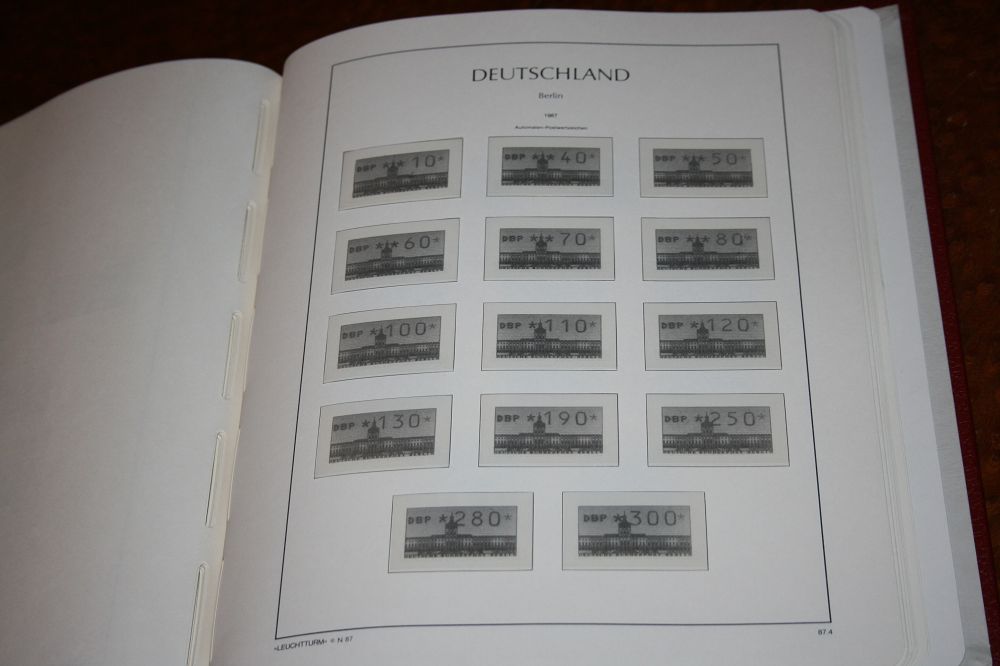 DEUTSCHLAND
Berlin
1987
Automaten-Postwertzeichen
DBP **10*
DBP **40*
DBP **50*
DBP **60*
DBP **70*
DBP **80*
DBP *100*
DBP *110*
DBP *120*
DBP *130*
DBP *190*
DBP *250*
DBP *280*
DBP *300*
»LEUCHTTURM« ® N 87
87.4